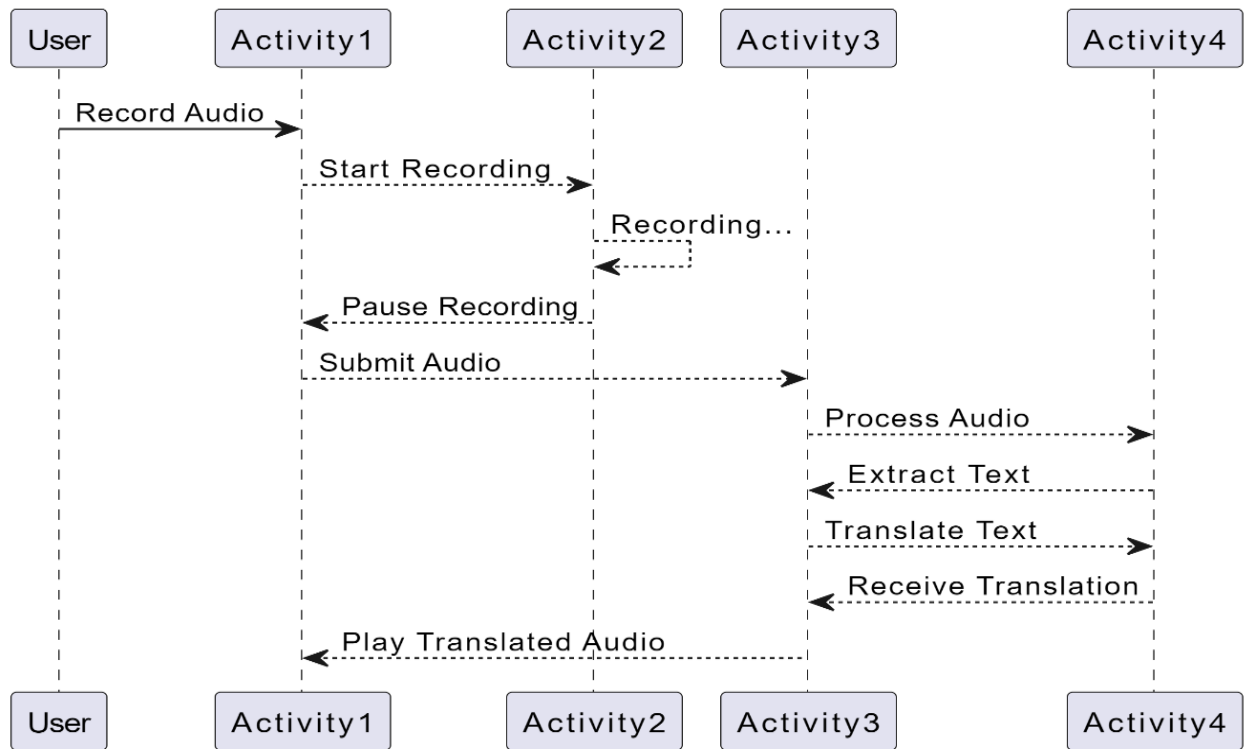 User Activity1 Activity2 Activity3 Activity4
Record Audio
Start Recording
Recording...
Pause Recording
Submit Audio
Process Audio
Extract Text
Translate Text
Receive Translation
Play Translated Audio
User Activity1 Activity2 Activity3 Activity4